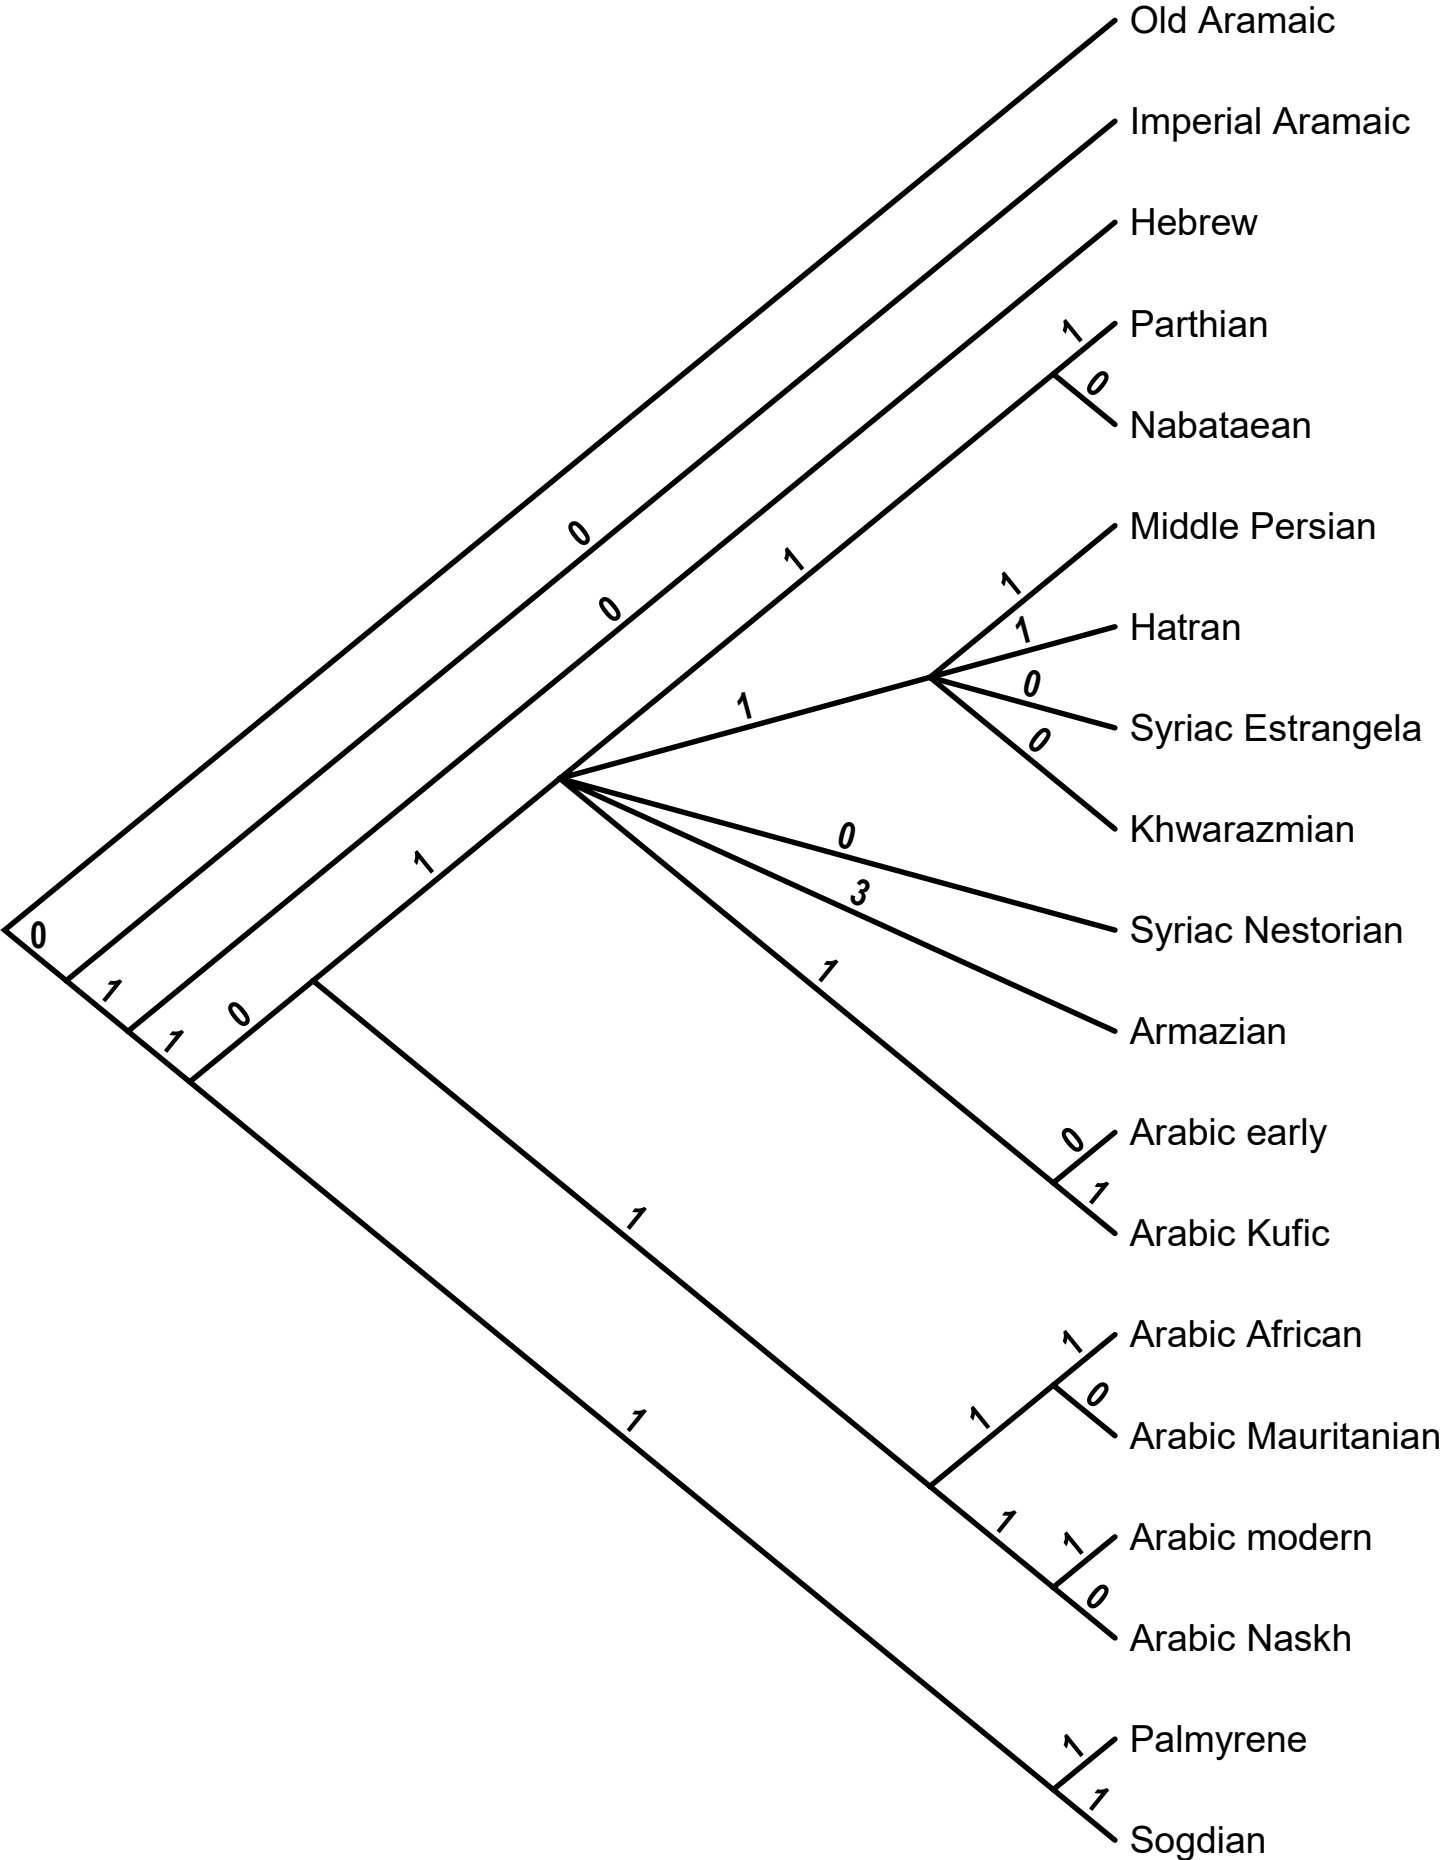 Old Aramaic
Imperial Aramaic
Hebrew
1 Parthian
0
Nabataean
0
Middle Persian
1
1
0
1 Hatran
0
1
Syriac Estrangela
0
Khwarazmian
0
1
3
Syriac Nestorian
0
1
1
0
1
Armazian
0 Arabic early
1
1
Arabic Kufic
1 Arabic African
0
1
1
Arabic Mauritanian
1
1 Arabic modern
0
Arabic Naskh
1 Palmyrene
1
Sogdian